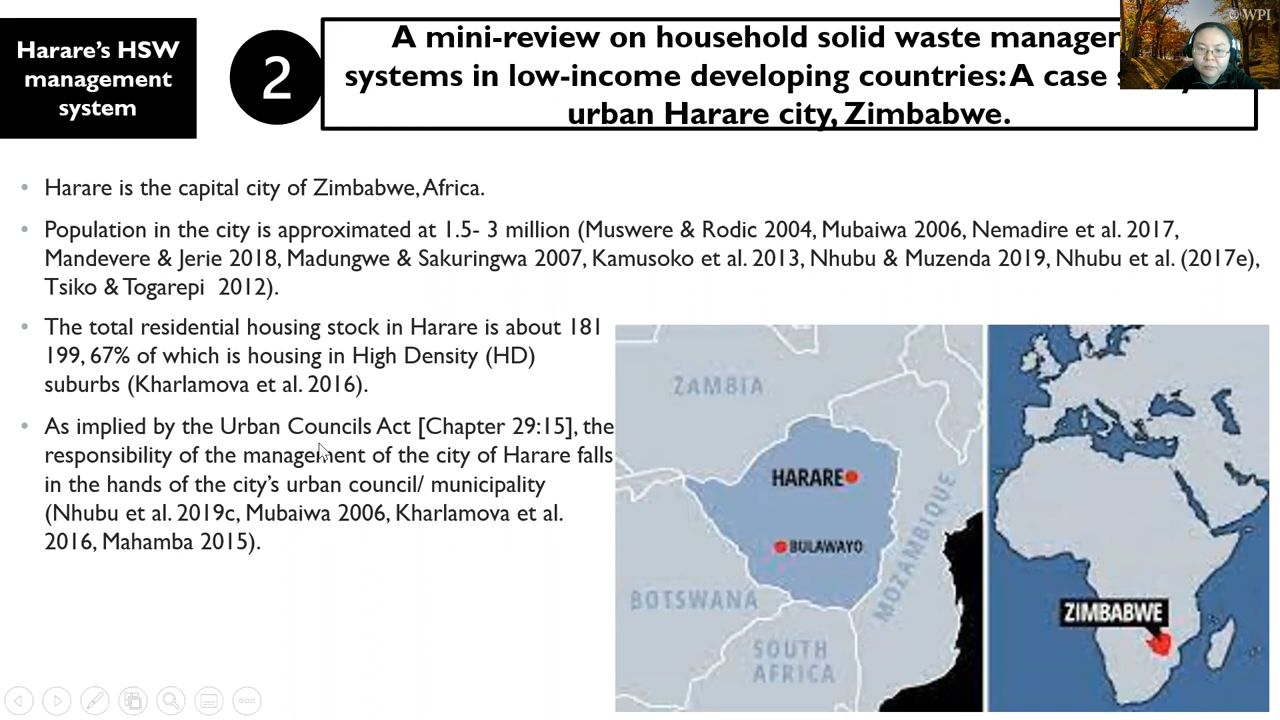 Harare's HSW
management
system
2
A mini-review on household solid waste
systems in low-income developing countries: A case
urban Harare city, Zimbabwe.
©WPI
• Harare is the capital city of Zimbabwe, Africa.
• Population in the city is approximated at 1.5- 3 million (Muswere & Rodic 2004, Mubaiwa 2006, Nemadire et al. 2017,
Mandevere & Jerie 2018, Madungwe & Sakuringwa 2007, Kamusoko et al. 2013, Nhubu & Muzenda 2019, Nhubu et al. (2017e),
Tsiko & Togarepi 2012).
• The total residential housing stock in Harare is about 181
199, 67% of which is housing in High Density (HD)
suburbs (Kharlamova et al. 2016).
• As implied by the Urban Councils Act [Chapter 29:15], the
responsibility of the management of the city of Harare falls
in the hands of the city's urban council/ municipality
(Nhubu et al. 2019c, Mubaiwa 2006, Kharlamova et al.
2016, Mahamba 2015).
ZAMBIA
HARARE
BULAWAYO
MOZAMBIQUE
BOTSWANA
SOUTH
AFRICA
ZIMBABWE